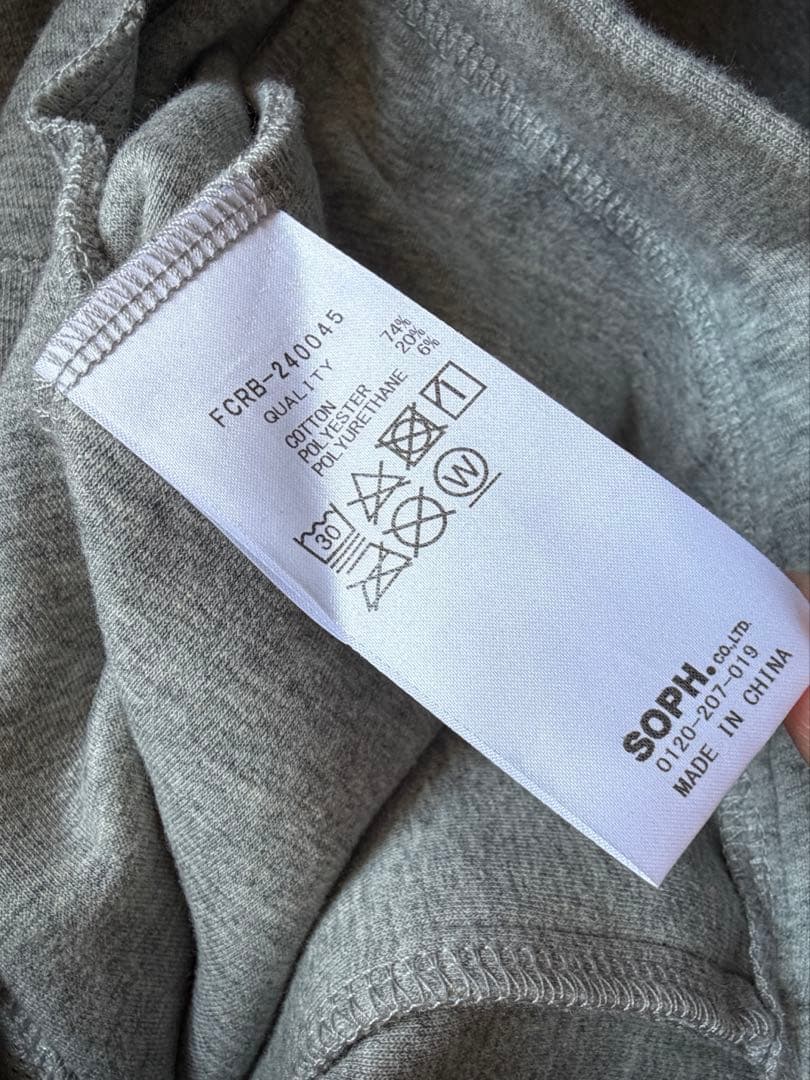 FCRB-240045
QUALITY
COTTON 74%
POLYESTER 20%
POLYURETHANE 6%
30
W
SOPH.CO.,LTD.
0120-207-019
MADE IN CHINA